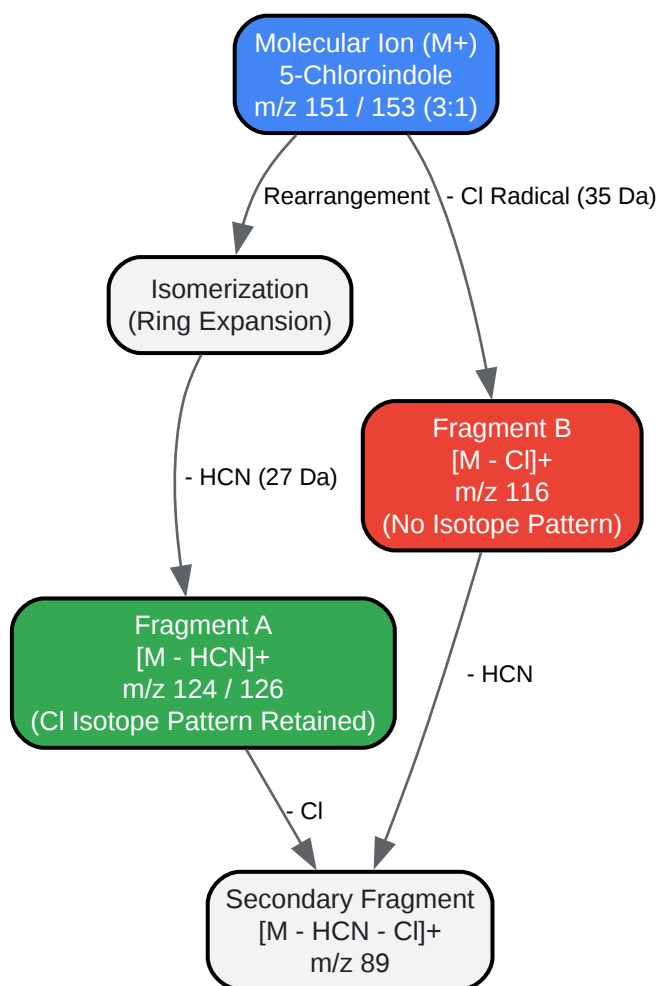 Molecular Ion (M+)
5-Chloroindole
m/z 151 / 153 (3:1)
Rearrangement
- Cl Radical (35 Da)
Isomerization
(Ring Expansion)
- HCN (27 Da)
Fragment B
[M - Cl]+
m/z 116
(No Isotope Pattern)
Fragment A
[M - HCN]+
m/z 124 / 126
(Cl Isotope Pattern Retained)
- HCN
- Cl
Secondary Fragment
[M - HCN - Cl]+
m/z 89